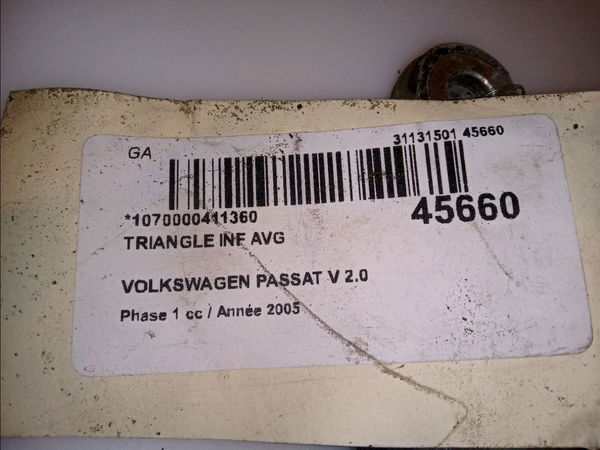 GA
31131501 45660
*1070000411360
45660
TRIANGLE INF AVG
VOLKSWAGEN PASSAT V 2.0
Phase 1 cc / Année 2005